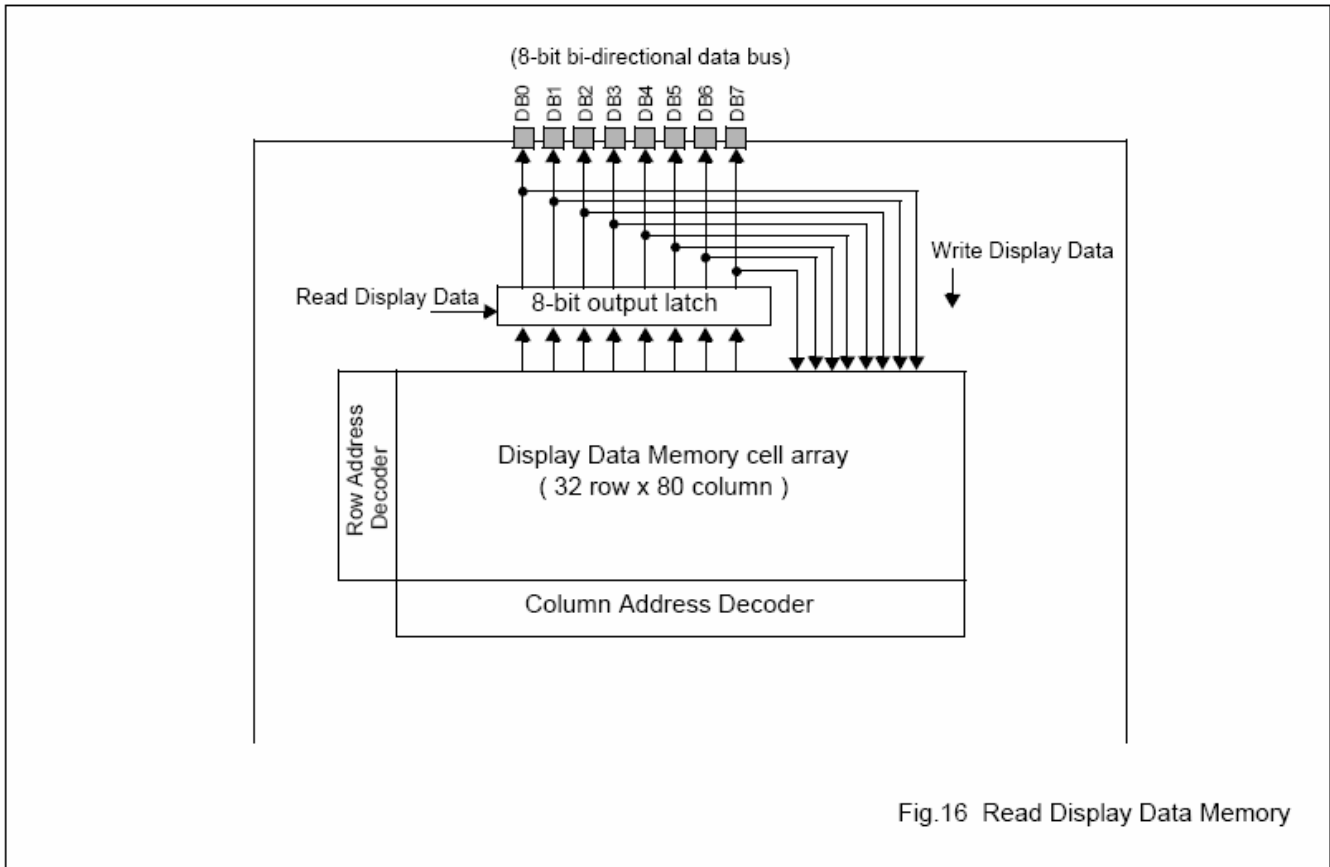 (8-bit bi-directional data bus)
DB0
DB1
DB2
DB3
DB4
DB5
DB6
DB7
Write Display Data
Read Display Data
8-bit output latch
Row Address
Decoder
Display Data Memory cell array
( 32 row x 80 column )
Column Address Decoder
Fig.16 Read Display Data Memory